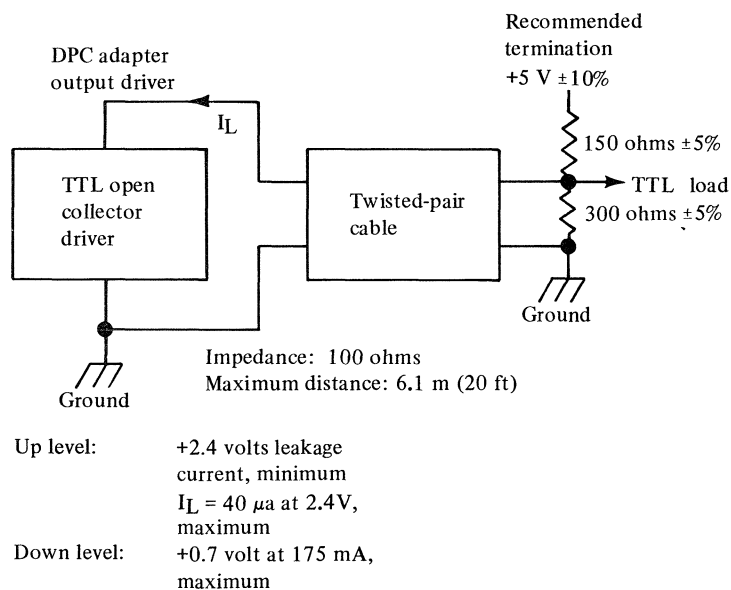 Recommended
termination
+5 V ±10%
DPC adapter
output driver
IL
150 ohms ±5%
TTL load
300 ohms ±5%
TTL open
collector
driver
Twisted-pair
cable
Ground
Impedance: 100 ohms
Maximum distance: 6.1 m (20 ft)
Ground
Up level: +2.4 volts leakage
current, minimum
IL = 40 μa at 2.4V,
maximum
Down level: +0.7 volt at 175 mA,
maximum